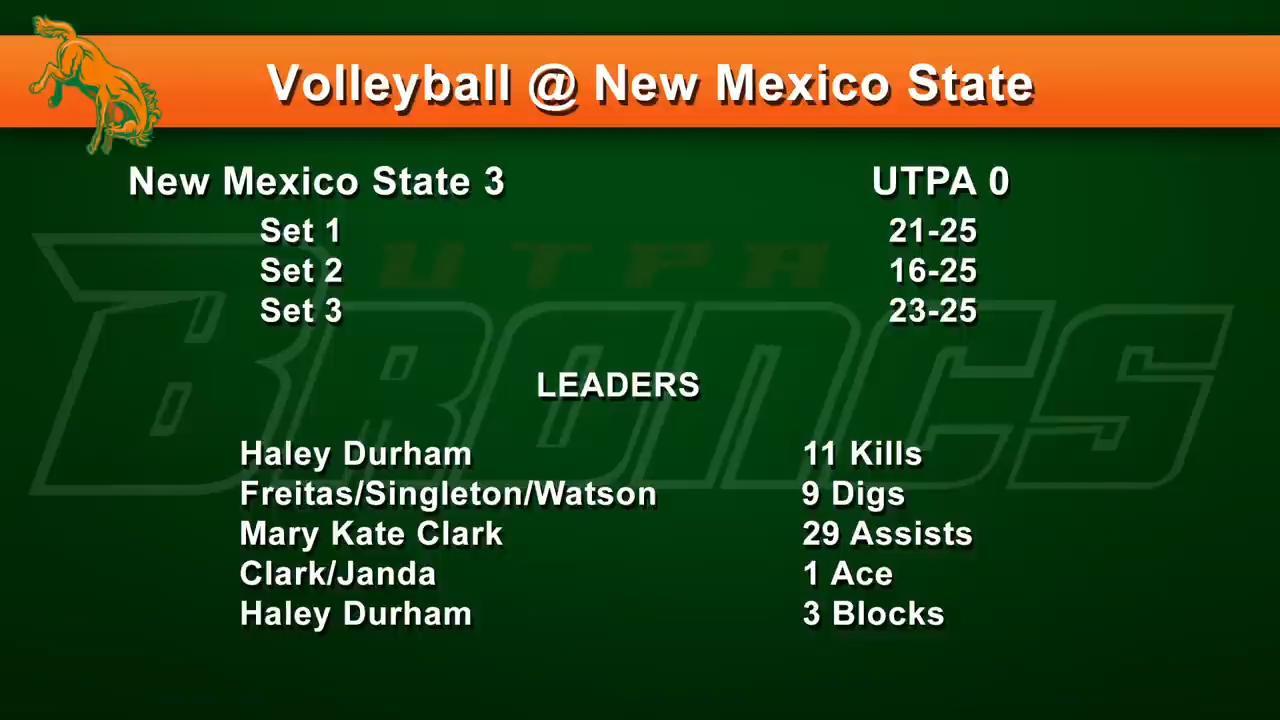 Volleyball @ New Mexico State
New Mexico State 3 UTPA 0
Set 1 21-25
Set 2 16-25
Set 3 23-25
UTPA
BRONCS
LEADERS
Haley Durham 11 Kills
Freitas/Singleton/Watson 9 Digs
Mary Kate Clark 29 Assists
Clark/Janda 1 Ace
Haley Durham 3 Blocks